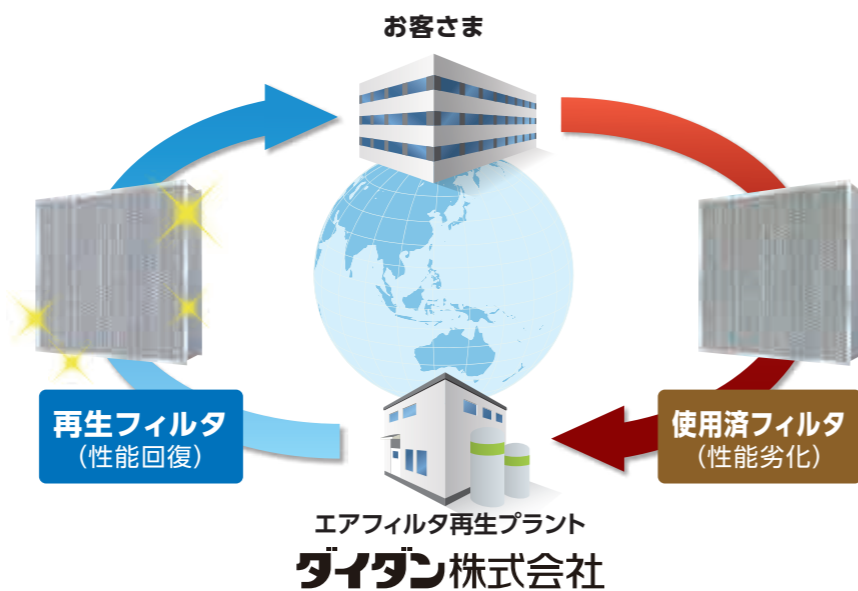 お客さま
再生フィルタ
（性能回復）
使用済フィルタ
（性能劣化）
エアフィルタ再生プラント
ダイダン株式会社